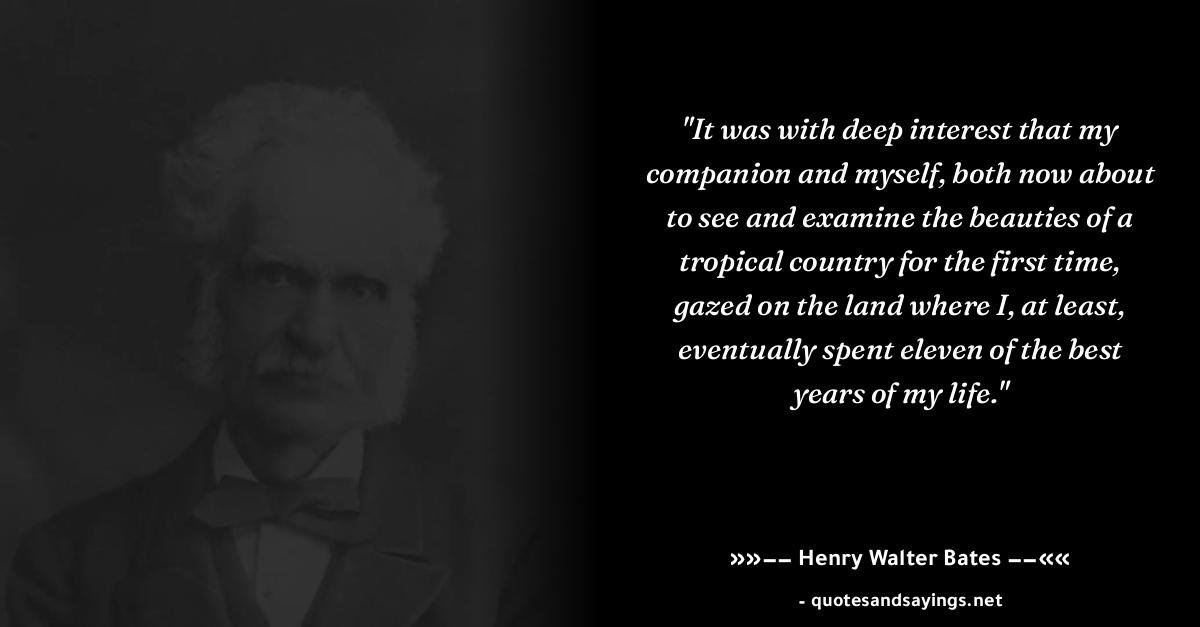 "It was with deep interest that my
companion and myself, both now about
to see and examine the beauties of a
tropical country for the first time,
gazed on the land where I, at least,
eventually spent eleven of the best
years of my life."
»»−− Henry Walter Bates −−««
- quotesandsayings.net